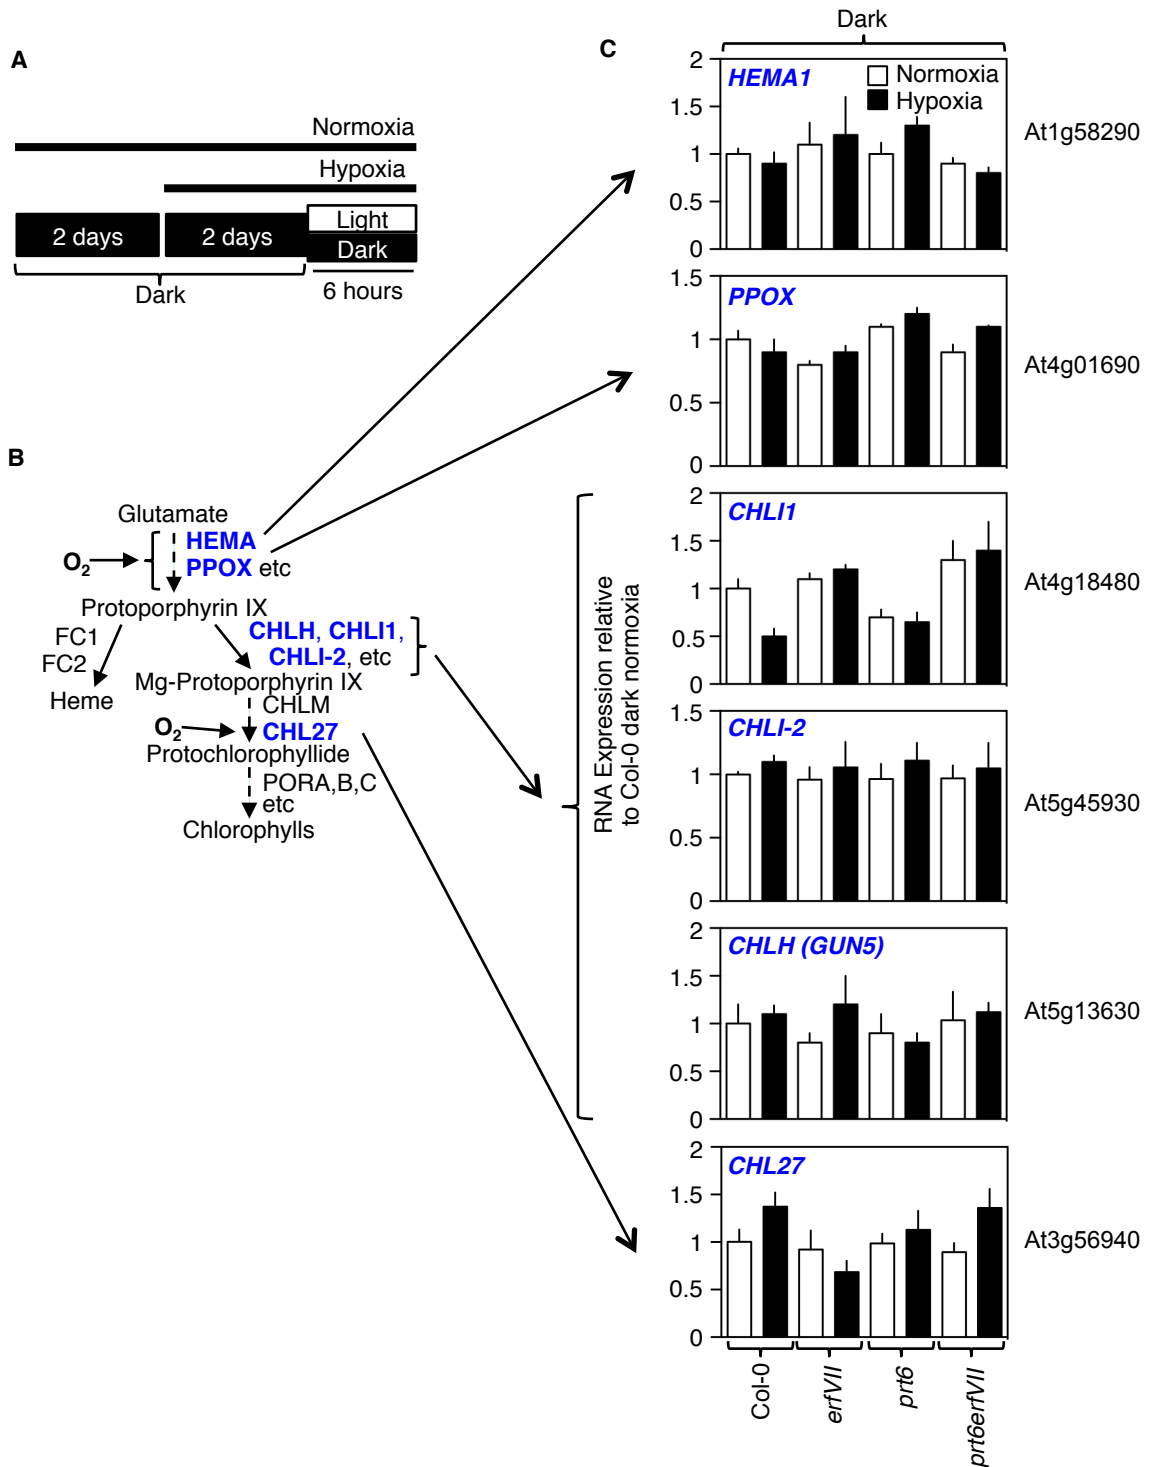 A
Normoxia
Hypoxia
2 days
2 days
Light
Dark
Dark
6 hours
B
Glutamate
HEMA
O2
PPOX etc
Protoporphyrin IX
FC1
FC2
CHLH, CHLI1,
CHLI-2, etc
Heme
Mg-Protoporphyrin IX
CHLM
O2
CHL27
Protochlorophyllide
PORA,B,C
etc
Chlorophylls
C
Dark
RNA Expression relative
to Col-0 dark normoxia
2
1.5
1
0.5
0
HEMA1
Normoxia
Hypoxia
At1g58290
1.5
1
0.5
0
PPOX
At4g01690
2
1.5
1
0.5
0
CHLI1
At4g18480
1.5
1
0.5
0
CHLI-2
At5g45930
2
1.5
1
0.5
0
CHLH (GUN5)
At5g13630
2
1.5
1
0.5
0
CHL27
At3g56940
Col-0
erfVII
prt6
prt6erfVII